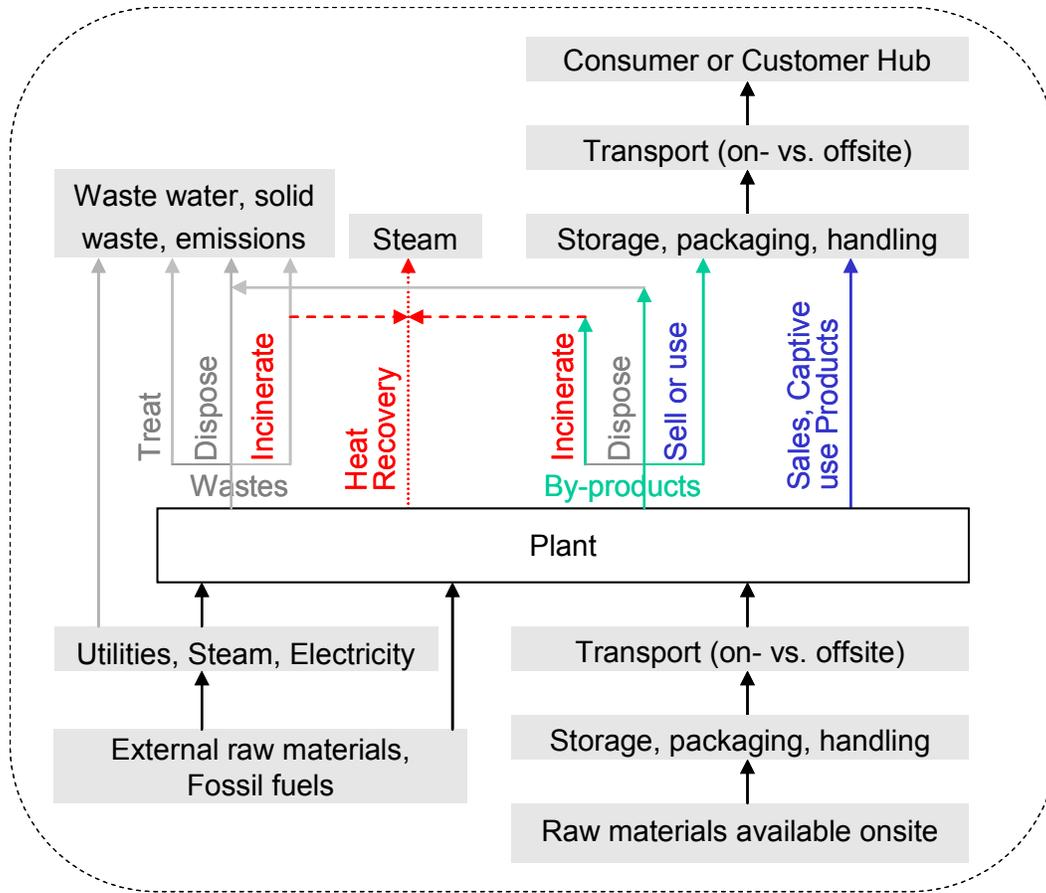 Consumer or Customer Hub
Transport (on- vs. offsite)
Waste water, solid
waste, emissions
Steam
Storage, packaging, handling
Treat
Dispose
Incinerate
Heat
Recovery
Incinerate
Dispose
Sell or use
Sales, Captive
use Products
Wastes
By-products
Plant
Utilities, Steam, Electricity
Transport (on- vs. offsite)
External raw materials,
Fossil fuels
Storage, packaging, handling
Raw materials available onsite